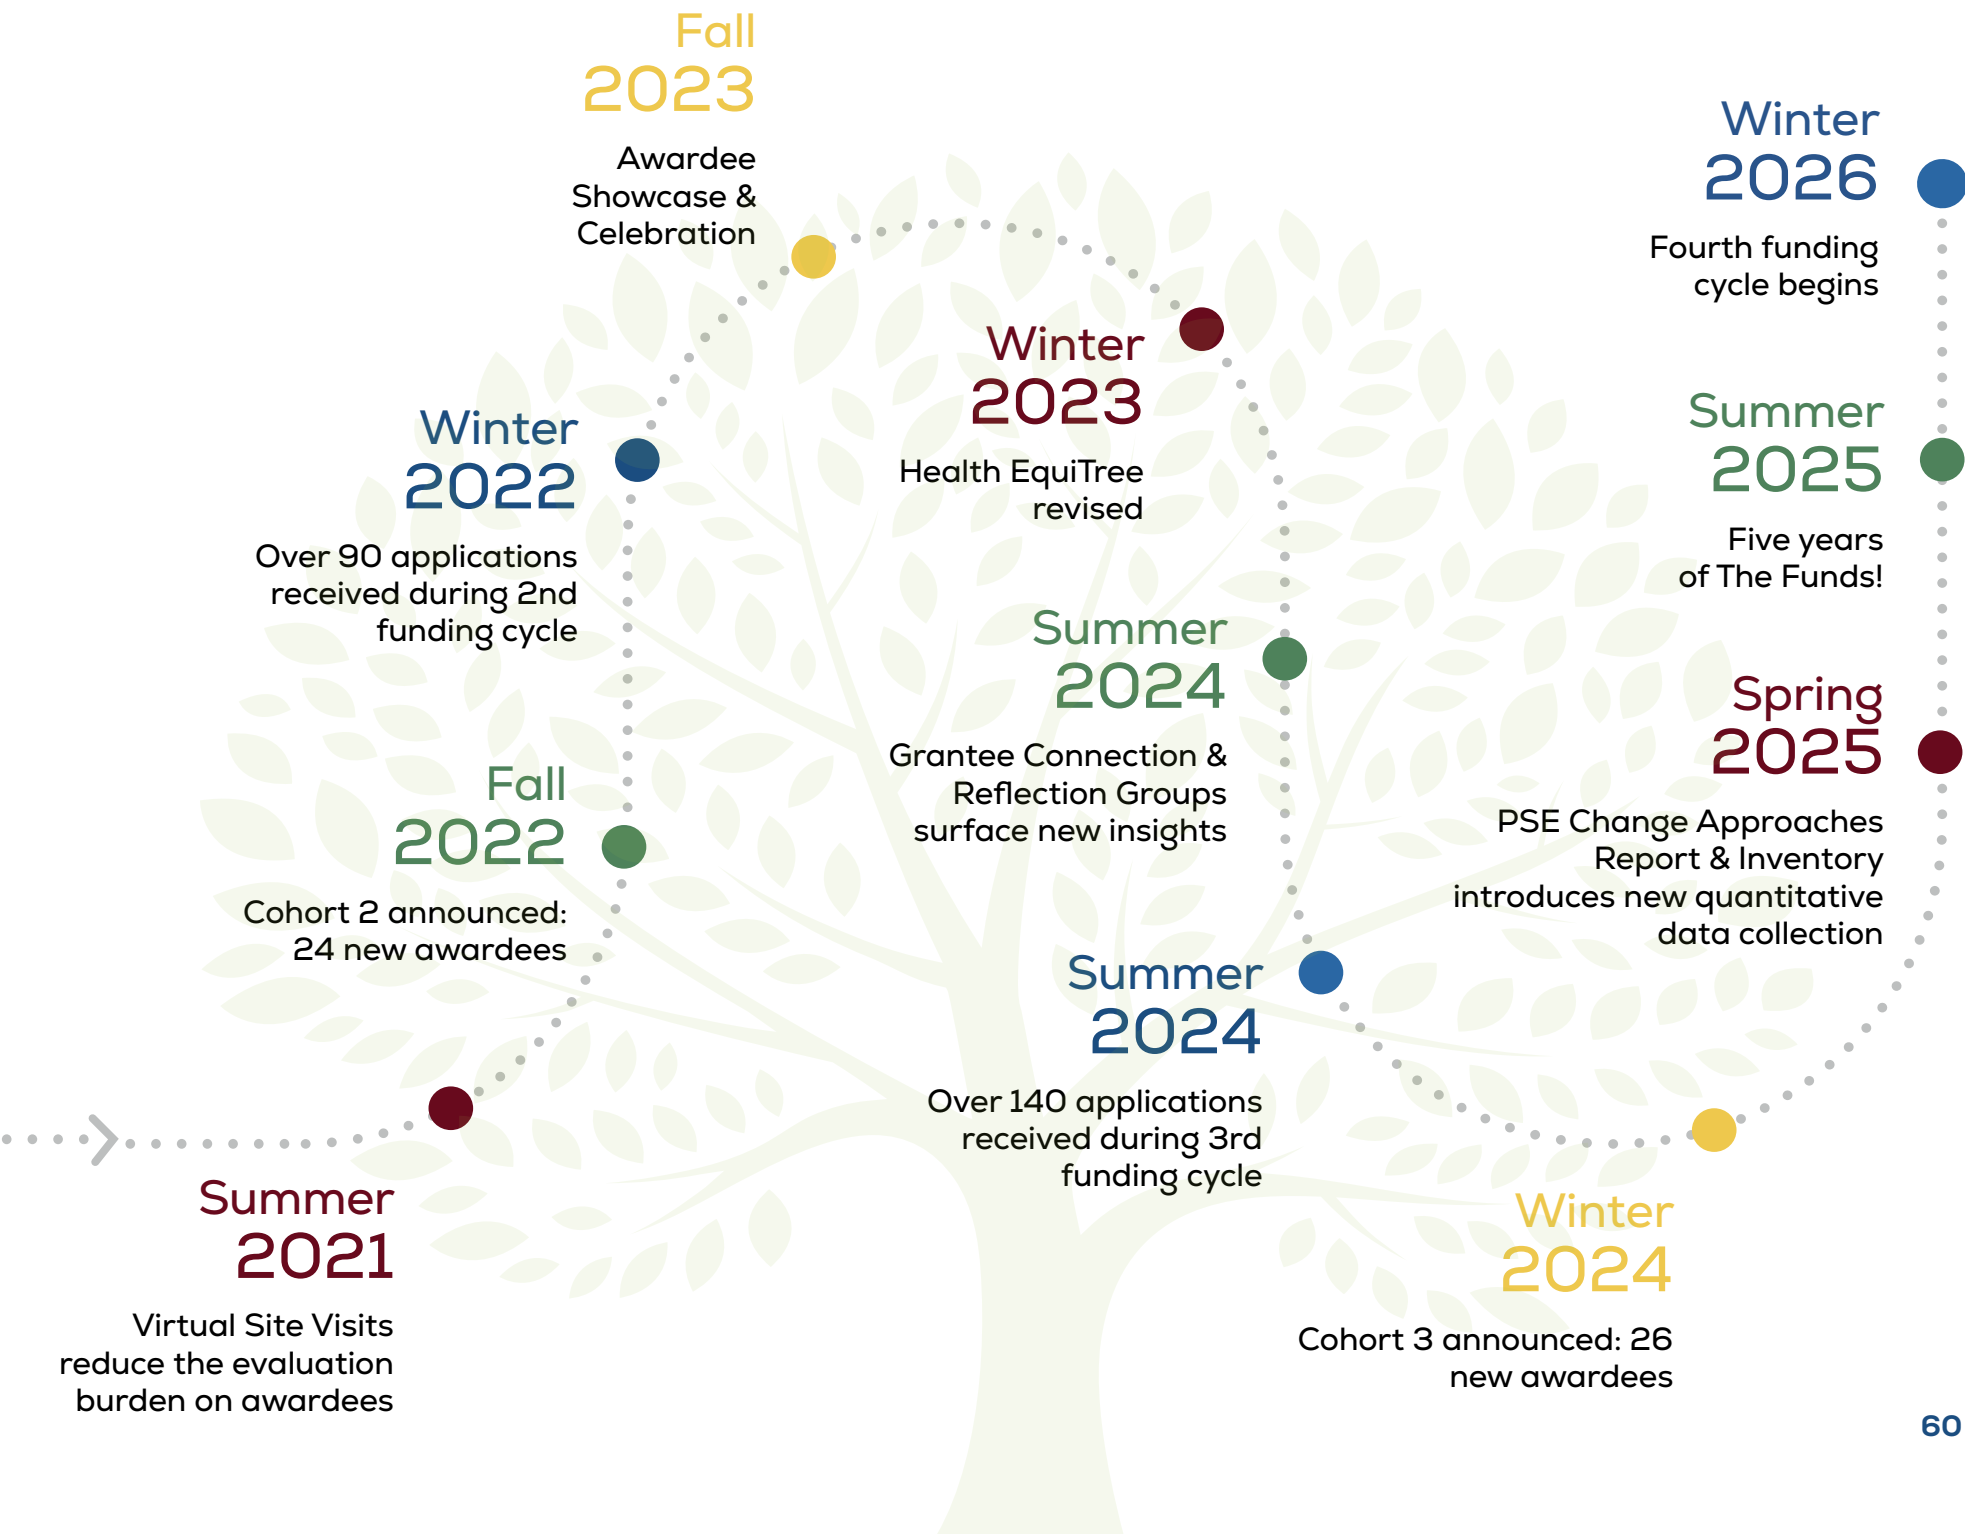 Fall
2023
Awardee
Showcase &
Celebration
Winter
2026
Fourth funding
cycle begins
Winter
2023
Health EquiTree
revised
Summer
2025
Five years
of The Funds!
Winter
2022
Over 90 applications
received during 2nd
funding cycle
Summer
2024
Grantee Connection &
Reflection Groups
surface new insights
Spring
2025
PSE Change Approaches
Report & Inventory
introduces new quantitative
data collection
Fall
2022
Cohort 2 announced:
24 new awardees
Summer
2024
Over 140 applications
received during 3rd
funding cycle
Summer
2021
Virtual Site Visits
reduce the evaluation
burden on awardees
Winter
2024
Cohort 3 announced: 26
new awardees
60